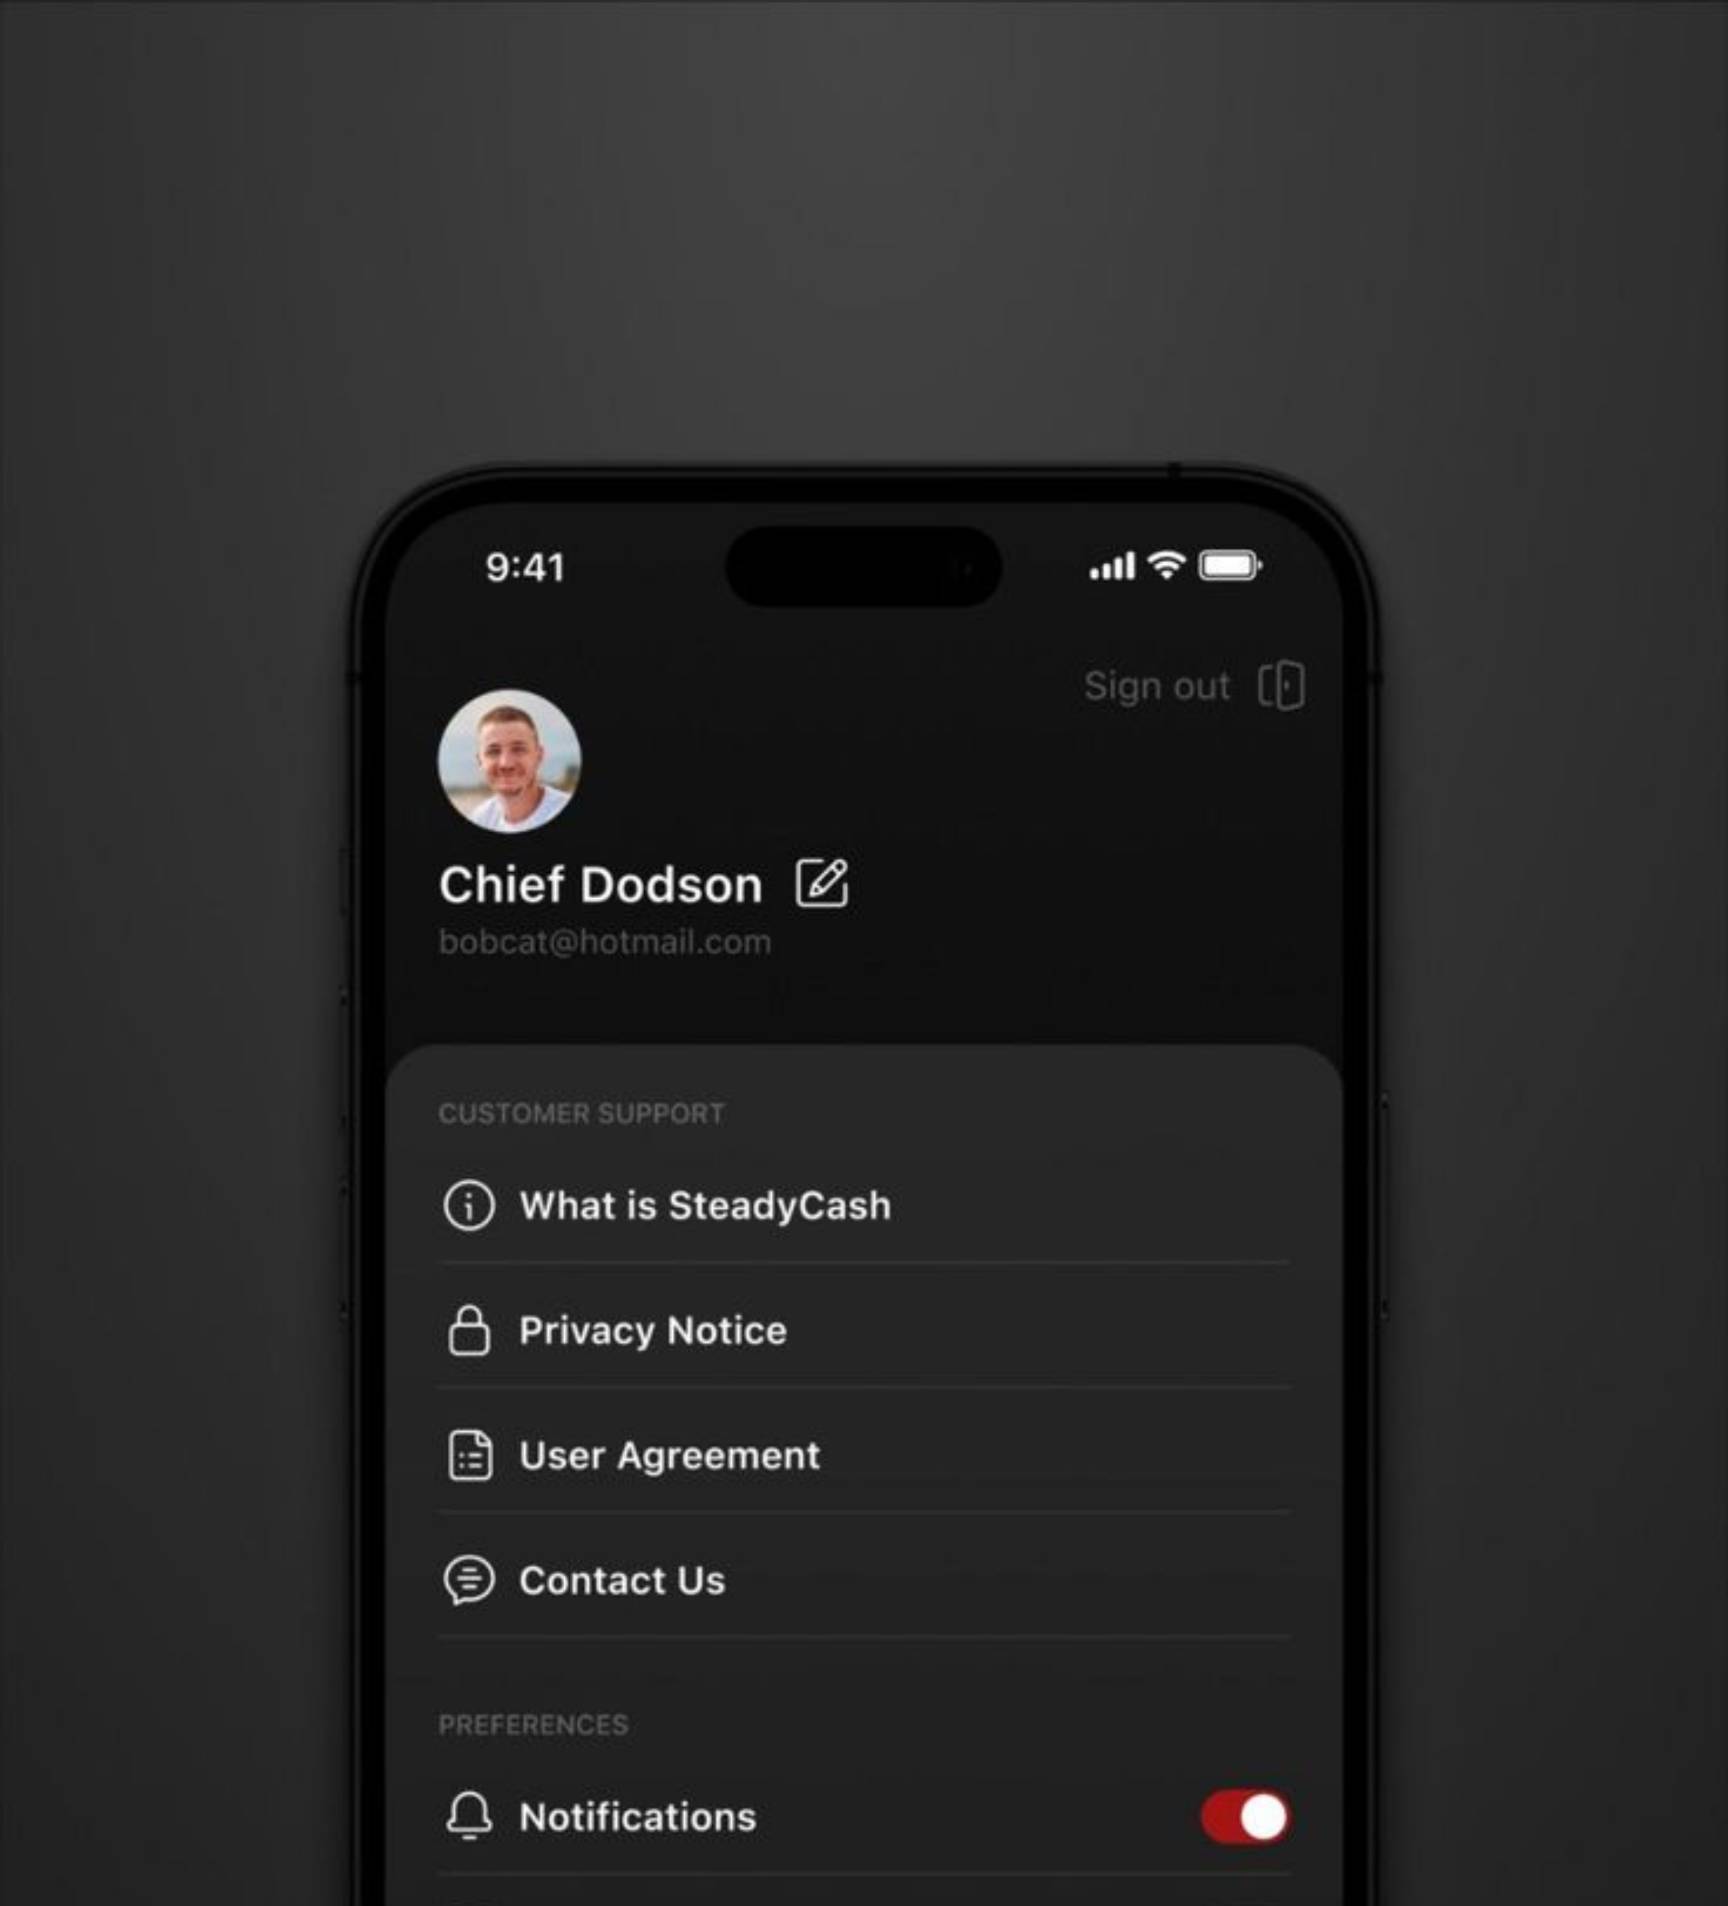 9:41
Sign out
Chief Dodson
bobcat@hotmail.com
CUSTOMER SUPPORT
What is SteadyCash
Privacy Notice
User Agreement
Contact Us
PREFERENCES
Notifications